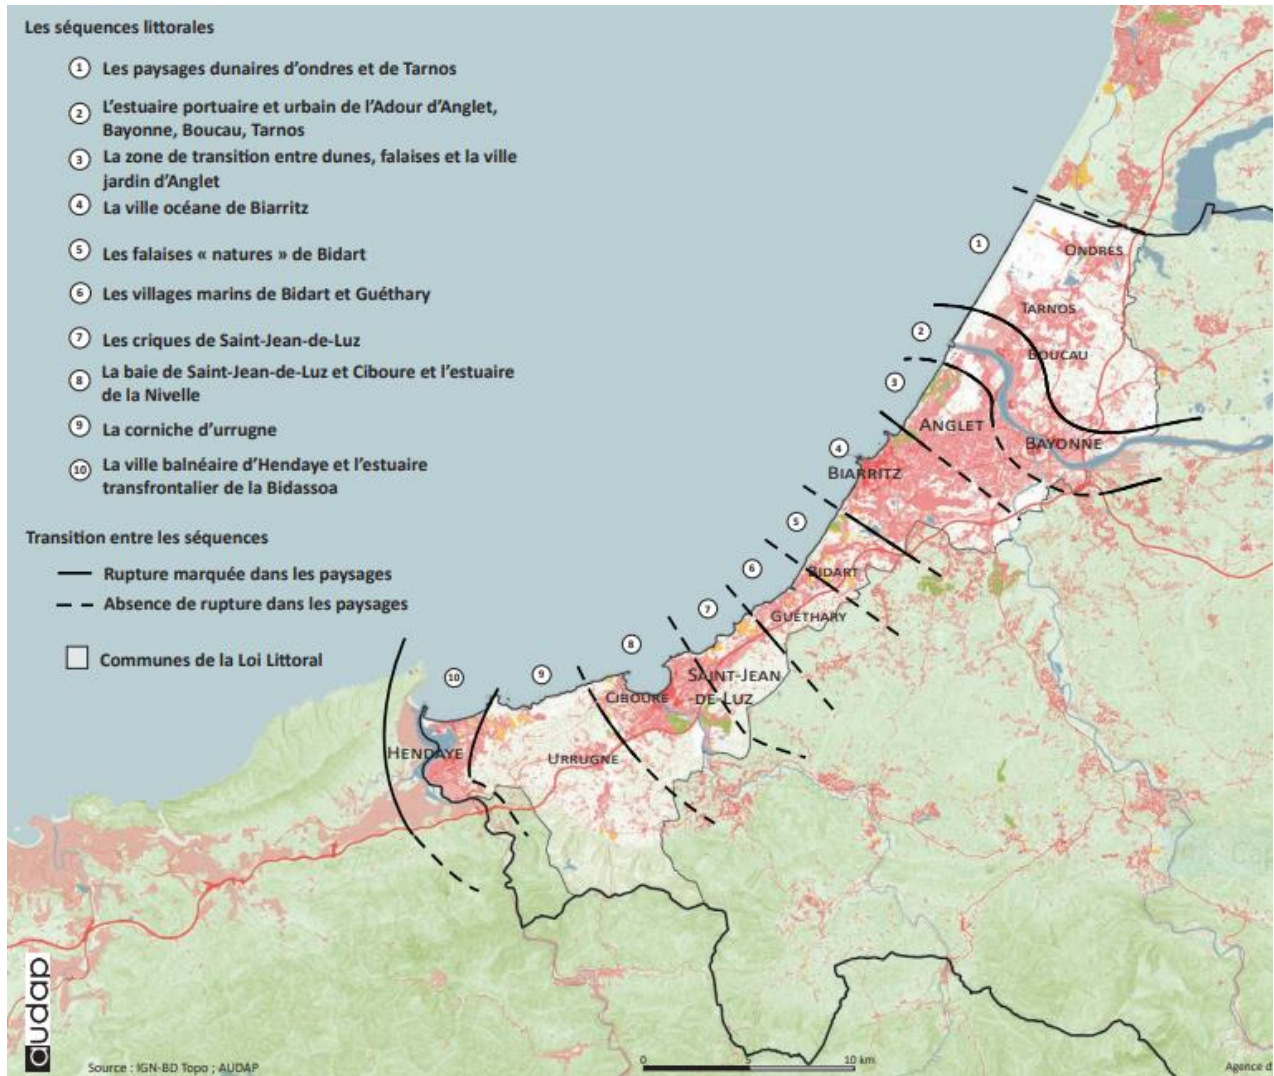 Les séquences littorales
1 Les paysages dunaires d'ondres et de Tarnos
2 L'estuaire portuaire et urbain de l'Adour d'Anglet,
Bayonne, Boucau, Tarnos
3 La zone de transition entre dunes, falaises et la ville
jardin d'Anglet
4 La ville océane de Biarritz
5 Les falaises « natures » de Bidart
6 Les villages marins de Bidart et Guéthary
7 Les criques de Saint-Jean-de-Luz
8 La baie de Saint-Jean-de-Luz et Ciboure et l'estuaire
de la Nivelle
9 La corniche d'urrugne
10 La ville balnéaire d'Hendaye et l'estuaire
transfrontalier de la Bidassoa
Transition entre les séquences
Rupture marquée dans les paysages
Absence de rupture dans les paysages
Communes de la Loi Littoral
1
ONDRES
TARNOS
2
BOUCAU
3
ANGLET
BAYONNE
4
BIARRITZ
5
6
BIDART
7
GUÉTHARY
8
SAINT-JEAN
DE-LUZ
9
CIBOURE
10
HENDAYE
URRUGNE
audap
Source : IGN-BD Topo ; AUDAP
0 5 10 km
Agence d